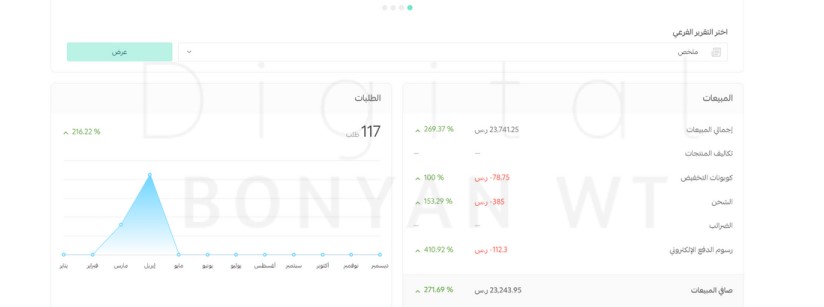 اختر التقرير الفرعي
ملخص
عرض
المبيعات
إجمالي المبيعات 23,741.25 ر.س 269.37 %
تكاليف المنتجات — —
كوبونات التخفيض -78.75 ر.س 100 %
الشحن -385 ر.س 153.29 %
الضرائب — —
رسوم الدفع الإلكتروني -112.3 ر.س 410.92 %
صافي المبيعات 23,243.95 ر.س 271.69 %
الطلبات
117 طلب 216.22 %
يناير فبراير مارس إبريل مايو يونيو يوليو أغسطس سبتمبر أكتوبر نوفمبر ديسمبر
Digital
BONYAN WT